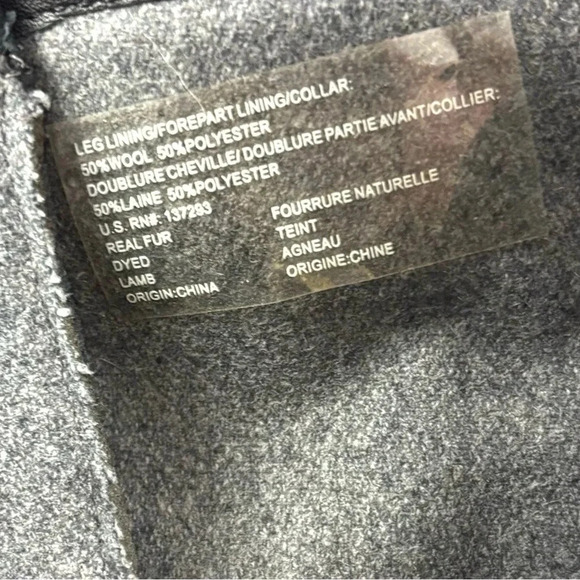 LEG LINING/FOREPART LINING/COLLAR:
50%WOOL 50%POLYESTER
DOUBLURE CHEVILLE/ DOUBLURE PARTIE AVANT/COLLIER:
50%LAINE 50%POLYESTER
U.S. RN#: 137293
REAL FUR
DYED
LAMB
ORIGIN:CHINA
FOURRURE NATURELLE
TEINT
AGNEAU
ORIGINE:CHINE